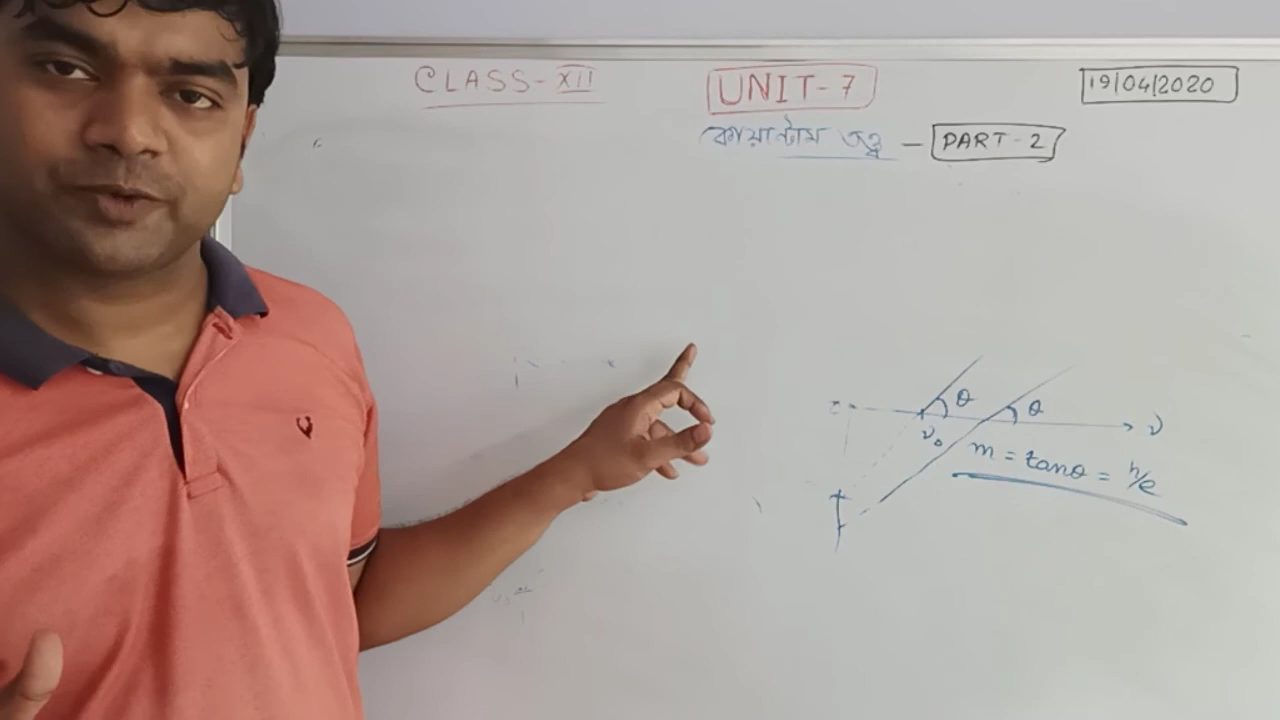 CLASS-XII
UNIT-7
19/04/2020
কোয়ান্টাম তত্ত্ব – PART-2
θ
θ
ν
ν₀
m = tanθ = h/e